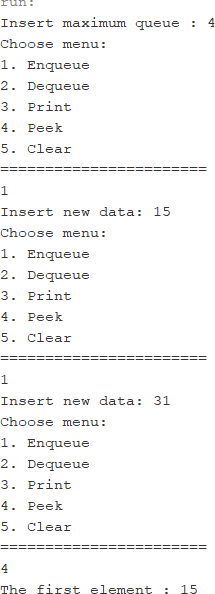 run:
Insert maximum queue : 4
Choose menu:
1. Enqueue
2. Dequeue
3. Print
4. Peek
5. Clear
=======================
1
Insert new data: 15
Choose menu:
1. Enqueue
2. Dequeue
3. Print
4. Peek
5. Clear
=======================
1
Insert new data: 31
Choose menu:
1. Enqueue
2. Dequeue
3. Print
4. Peek
5. Clear
=======================
4
The first element : 15